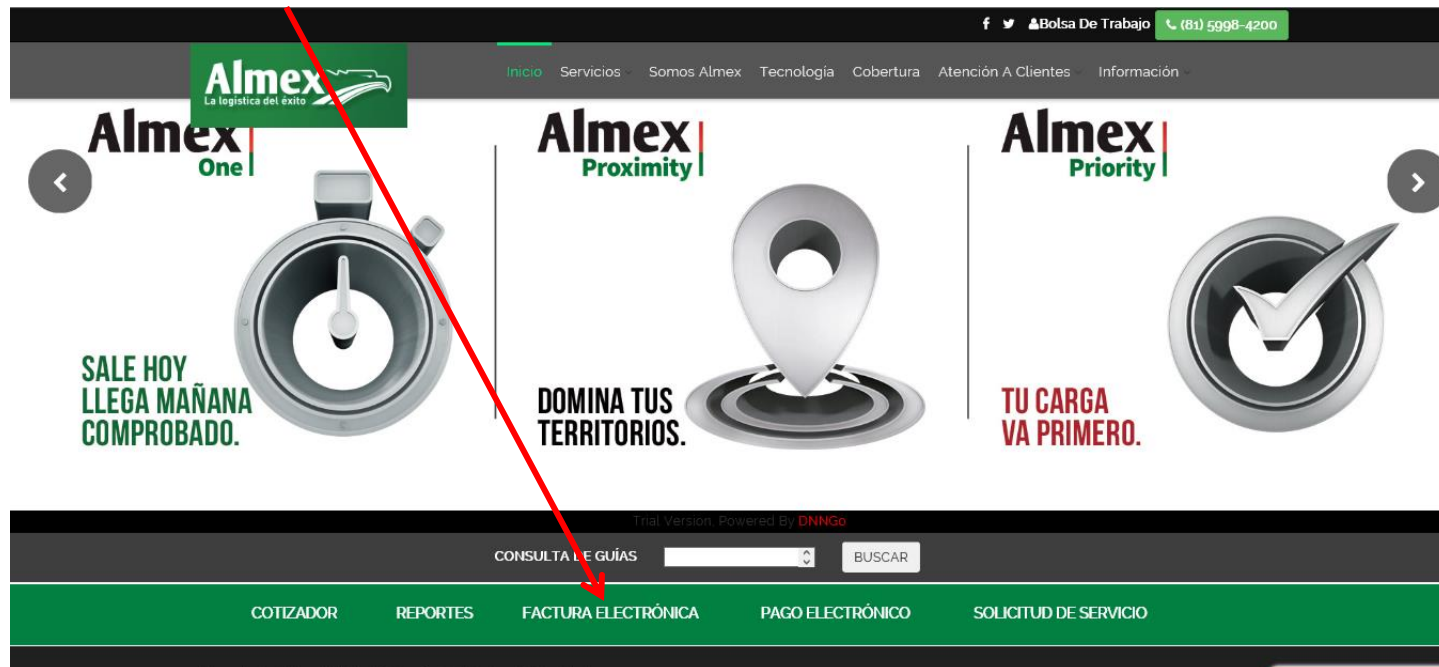 Bolsa De Trabajo (81) 5998-4200
Almex
La logística del éxito
Inicio Servicios Somos Almex Tecnología Cobertura Atención A Clientes Información
Almex
One
SALE HOY
LLEGA MAÑANA
COMPROBADO.
Almex
Proximity
DOMINA TUS
TERRITORIOS.
Almex
Priority
TU CARGA
VA PRIMERO.
Trial Version, Powered By DNNGo
CONSULTA DE GUÍAS BUSCAR
COTIZADOR REPORTES FACTURA ELECTRÓNICA PAGO ELECTRÓNICO SOLICITUD DE SERVICIO